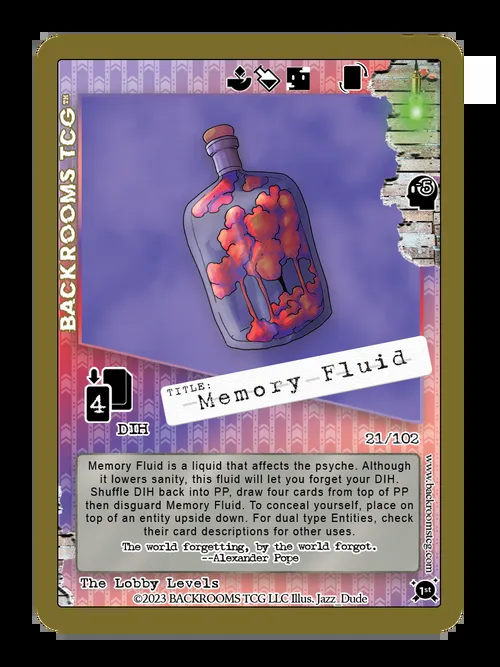 BACKROOMS TCG™
-5
4
DIH
TITLE:
Memory Fluid
21/102
Memory Fluid is a liquid that affects the psyche. Although
it lowers sanity, this fluid will let you forget your DIH.
Shuffle DIH back into PP, draw four cards from top of PP
then disguard Memory Fluid. To conceal yourself, place on
top of an entity upside down. For dual type Entities, check
their card descriptions for other uses.
The world forgetting, by the world forgot.
--Alexander Pope
www.backroomstcg.com
The Lobby Levels
1st
©2023 BACKROOMS TCG LLC Illus. Jazz_Dude